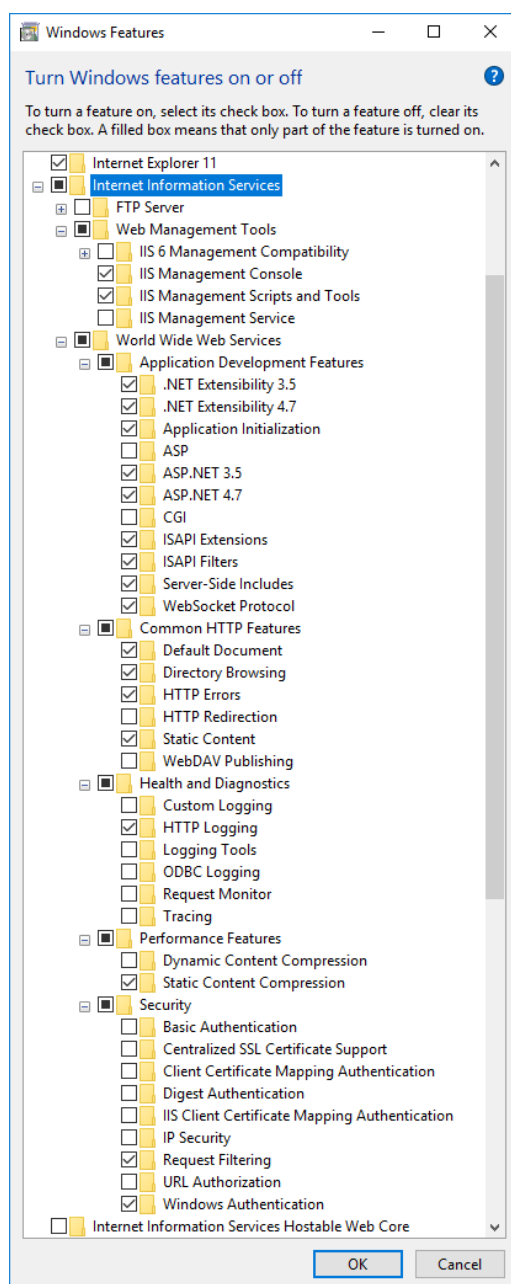 Windows Features
Turn Windows features on or off
?
To turn a feature on, select its check box. To turn a feature off, clear its
check box. A filled box means that only part of the feature is turned on.
Internet Explorer 11
Internet Information Services
FTP Server
Web Management Tools
IIS 6 Management Compatibility
IIS Management Console
IIS Management Scripts and Tools
IIS Management Service
World Wide Web Services
Application Development Features
.NET Extensibility 3.5
.NET Extensibility 4.7
Application Initialization
ASP
ASP.NET 3.5
ASP.NET 4.7
CGI
ISAPI Extensions
ISAPI Filters
Server-Side Includes
WebSocket Protocol
Common HTTP Features
Default Document
Directory Browsing
HTTP Errors
HTTP Redirection
Static Content
WebDAV Publishing
Health and Diagnostics
Custom Logging
HTTP Logging
Logging Tools
ODBC Logging
Request Monitor
Tracing
Performance Features
Dynamic Content Compression
Static Content Compression
Security
Basic Authentication
Centralized SSL Certificate Support
Client Certificate Mapping Authentication
Digest Authentication
IIS Client Certificate Mapping Authentication
IP Security
Request Filtering
URL Authorization
Windows Authentication
Internet Information Services Hostable Web Core
OK Cancel